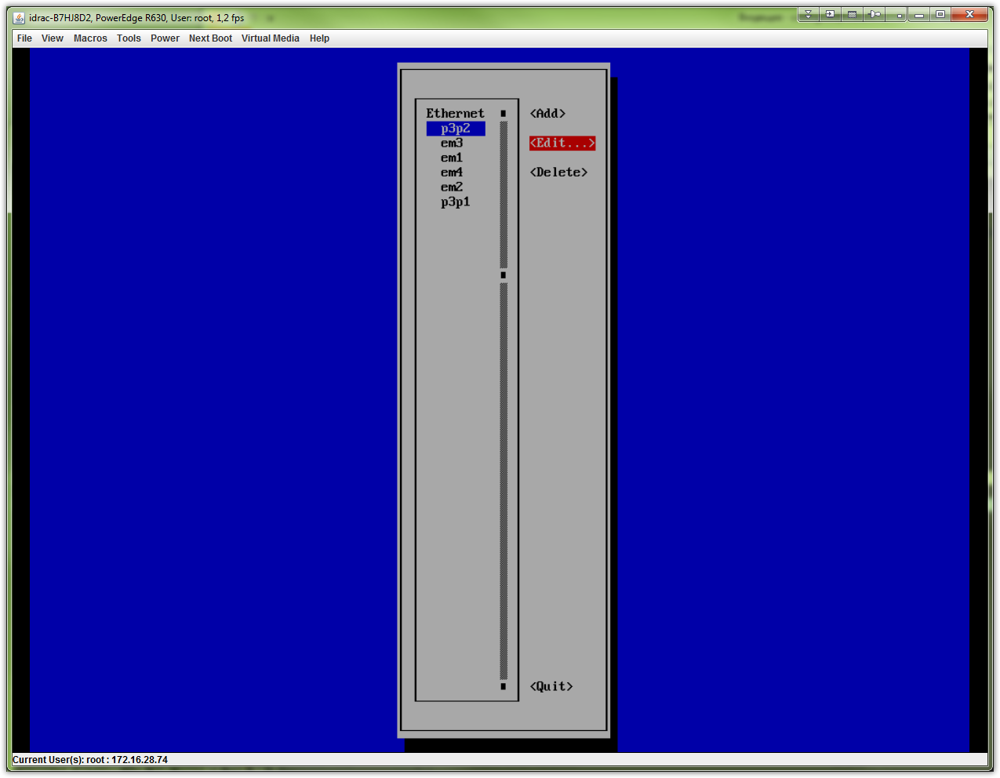 idrac-B7HJ8D2, PowerEdge R630, User: root, 1,2 fps
File View Macros Tools Power Next Boot Virtual Media Help
Ethernet <Add>
p3p2
em3 <Edit...>
em1
em4 <Delete>
em2
p3p1
<Quit>
Current User(s): root : 172.16.28.74